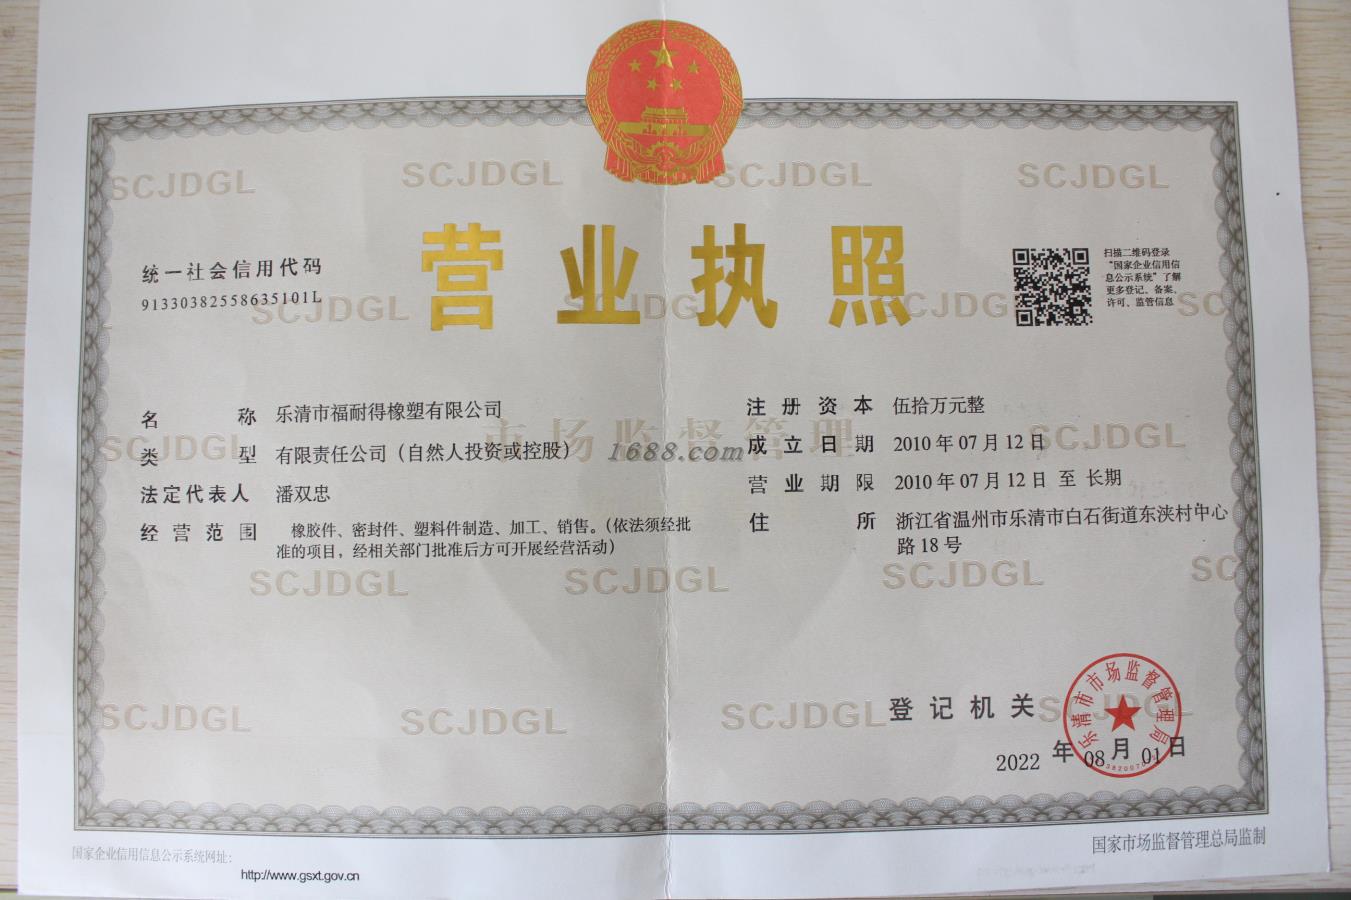 营业执照
统一社会信用代码
91330382558635101L
扫描二维码登录
“国家企业信用信
息公示系统”了解
更多登记、备案、
许可、监管信息
名 称 乐清市福耐得橡塑有限公司
类 型 有限责任公司（自然人投资或控股）
法定代表人 潘双忠
经营范围 橡胶件、密封件、塑料件制造、加工、销售。（依法须经批
准的项目，经相关部门批准后方可开展经营活动）
注册资本 伍拾万元整
成立日期 2010年07月12日
营业期限 2010年07月12日 至 长期
住 所 浙江省温州市乐清市白石街道东浃村中心
路18号
1688.com
市场监督管理
SCJDGL
SCJDGL
SCJDGL
SCJDGL
SCJDGL
SCJDG
CJDGL
SC
SCJDGL
SCJDGL
SCJDGL
SCJDGL
SCJDGL
SC
SCJDGL
SCJDGL
SCJDGL
SCJDGL
登记机关
乐清市市场监督管理局
2022年08月01日
国家企业信用信息公示系统网址：
http://www.gsxt.gov.cn
国家市场监督管理总局监制